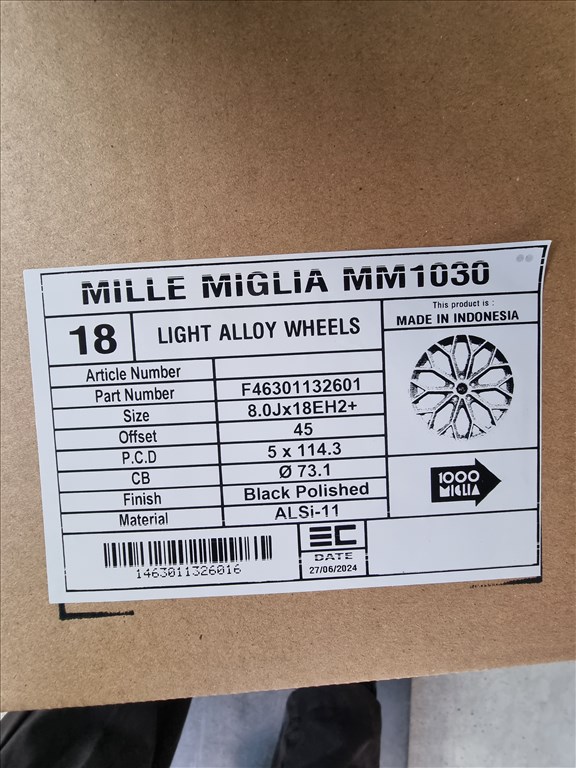 MILLE MIGLIA MM1030
18
LIGHT ALLOY WHEELS
This product is :
MADE IN INDONESIA
Article Number
Part Number F46301132601
Size 8.0Jx18EH2+
Offset 45
P.C.D 5 x 114.3
CB Ø 73.1
Finish Black Polished
Material ALSi-11
1000
MIGLIA
1463011326016
EC
DATE
27/06/2024